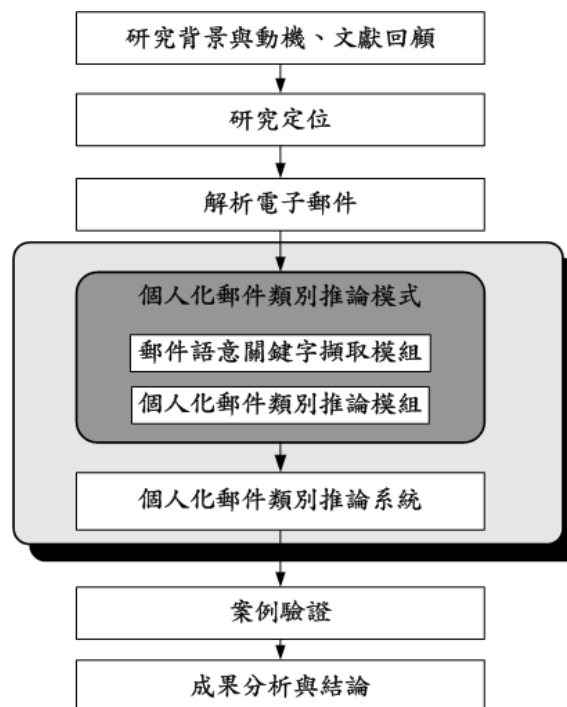 研究背景與動機、文獻回顧
研究定位
解析電子郵件
個人化郵件類別推論模式
郵件語意關鍵字擷取模組
個人化郵件類別推論模組
個人化郵件類別推論系統
案例驗證
成果分析與結論